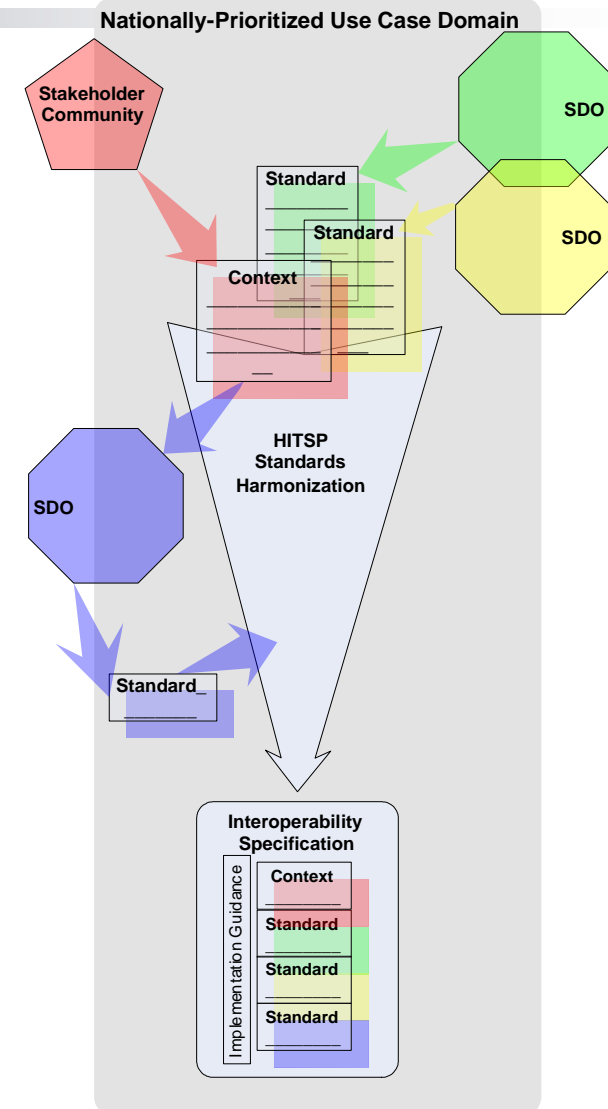 Nationally-Prioritized Use Case Domain
Stakeholder
Community
SDO
SDO
Standard
Standard
Context
HITSP
Standards
Harmonization
SDO
Standard_
Interoperability
Specification
Implementation Guidance
Context
Standard
Standard
Standard